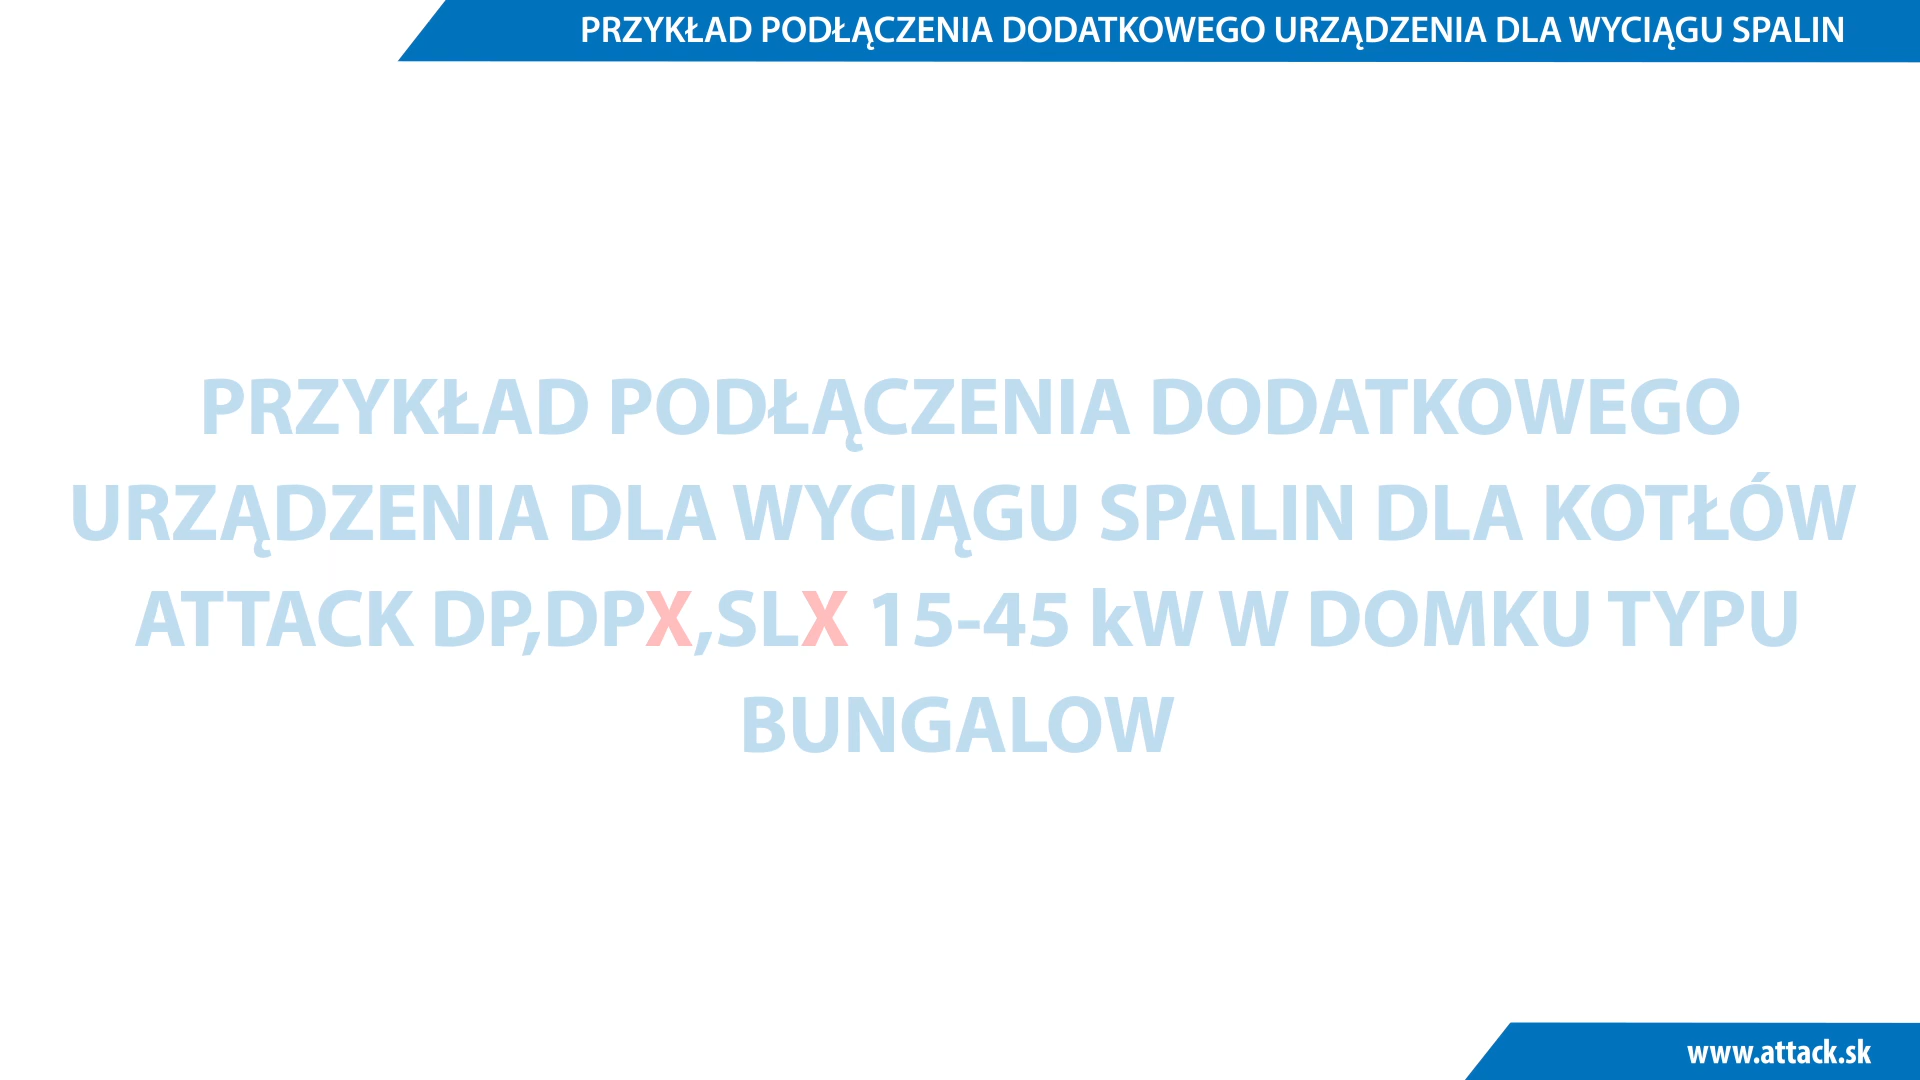 PRZYKŁAD PODŁĄCZENIA DODATKOWEGO URZĄDZENIA DLA WYCIĄGU SPALIN
PRZYKŁAD PODŁĄCZENIA DODATKOWEGO
URZĄDZENIA DLA WYCIĄGU SPALIN DLA KOTŁÓW
ATTACK DP,DPX,SLX 15-45 kW W DOMKU TYPU
BUNGALOW
www.attack.sk